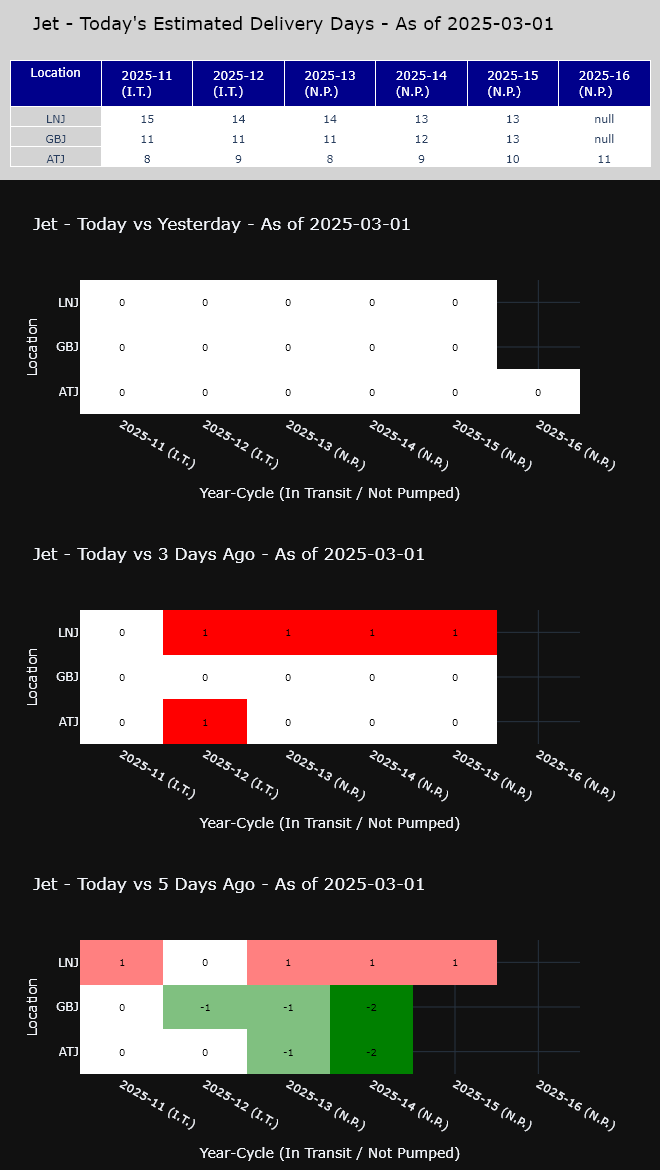 Jet - Today's Estimated Delivery Days - As of 2025-03-01
Location 2025-11 (I.T.) 2025-12 (I.T.) 2025-13 (N.P.) 2025-14 (N.P.) 2025-15 (N.P.) 2025-16 (N.P.)
LNJ 15 14 14 13 13 null
GBJ 11 11 11 12 13 null
ATJ 8 9 8 9 10 11
Jet - Today vs Yesterday - As of 2025-03-01
Location
LNJ 0 0 0 0 0
GBJ 0 0 0 0 0
ATJ 0 0 0 0 0 0
2025-11 (I.T.) 2025-12 (I.T.) 2025-13 (N.P.) 2025-14 (N.P.) 2025-15 (N.P.) 2025-16 (N.P.)
Year-Cycle (In Transit / Not Pumped)
Jet - Today vs 3 Days Ago - As of 2025-03-01
Location
LNJ 0 1 1 1 1
GBJ 0 0 0 0 0
ATJ 0 1 0 0 0
2025-11 (I.T.) 2025-12 (I.T.) 2025-13 (N.P.) 2025-14 (N.P.) 2025-15 (N.P.) 2025-16 (N.P.)
Year-Cycle (In Transit / Not Pumped)
Jet - Today vs 5 Days Ago - As of 2025-03-01
Location
LNJ 1 0 1 1 1
GBJ 0 -1 -1 -2
ATJ 0 0 -1 -2
2025-11 (I.T.) 2025-12 (I.T.) 2025-13 (N.P.) 2025-14 (N.P.) 2025-15 (N.P.) 2025-16 (N.P.)
Year-Cycle (In Transit / Not Pumped)